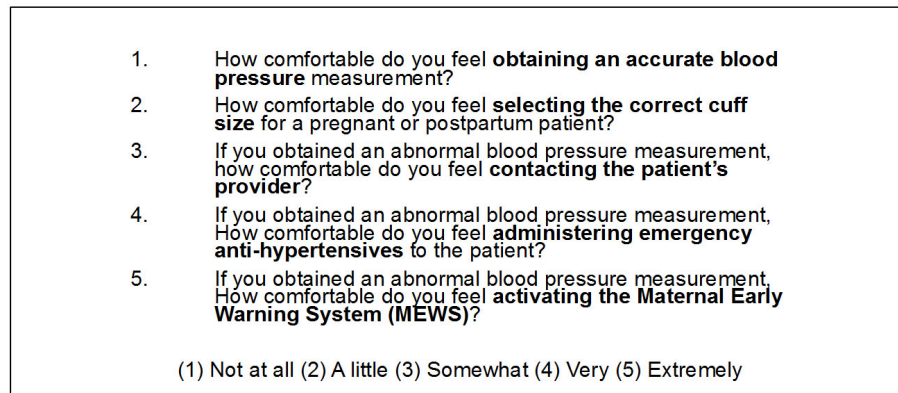 1. How comfortable do you feel obtaining an accurate blood
pressure measurement?
2. How comfortable do you feel selecting the correct cuff
size for a pregnant or postpartum patient?
3. If you obtained an abnormal blood pressure measurement,
how comfortable do you feel contacting the patient’s
provider?
4. If you obtained an abnormal blood pressure measurement,
How comfortable do you feel administering emergency
anti-hypertensives to the patient?
5. If you obtained an abnormal blood pressure measurement,
How comfortable do you feel activating the Maternal Early
Warning System (MEWS)?
(1) Not at all (2) A little (3) Somewhat (4) Very (5) Extremely